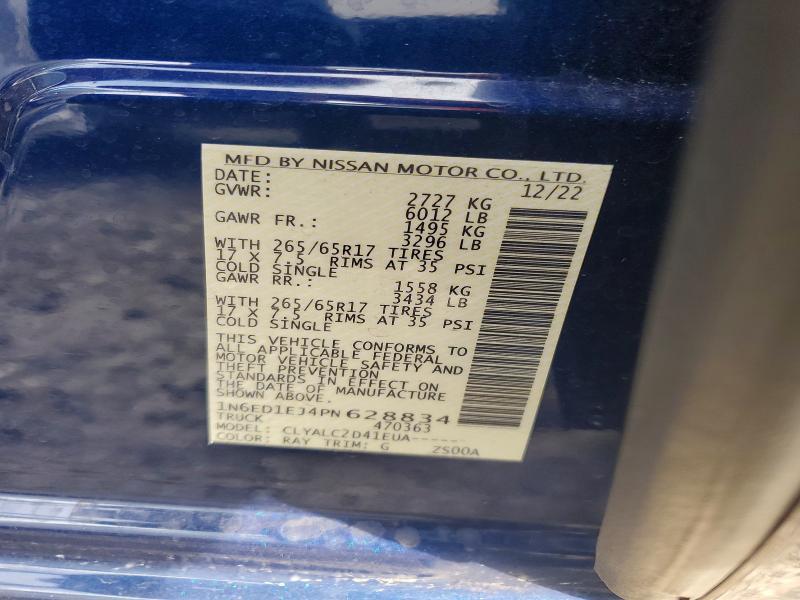 MFD BY NISSAN MOTOR CO., LTD.
DATE: 12/22
GVWR: 2727 KG
6012 LB
GAWR FR.: 1495 KG
3296 LB
WITH 265/65R17 TIRES
17 X 7.5 RIMS AT 35 PSI
COLD SINGLE
GAWR RR.: 1558 KG
3434 LB
WITH 265/65R17 TIRES
17 X 7.5 RIMS AT 35 PSI
COLD SINGLE
THIS VEHICLE CONFORMS TO
ALL APPLICABLE FEDERAL
MOTOR VEHICLE SAFETY AND
THEFT PREVENTION
STANDARDS IN EFFECT ON
THE DATE OF MANUFACTURE
SHOWN ABOVE.
1N6ED1EJ4PN628834
TRUCK 470363
MODEL: CLYALC2D41EUA-----
COLOR: RAY TRIM: G ZS00A